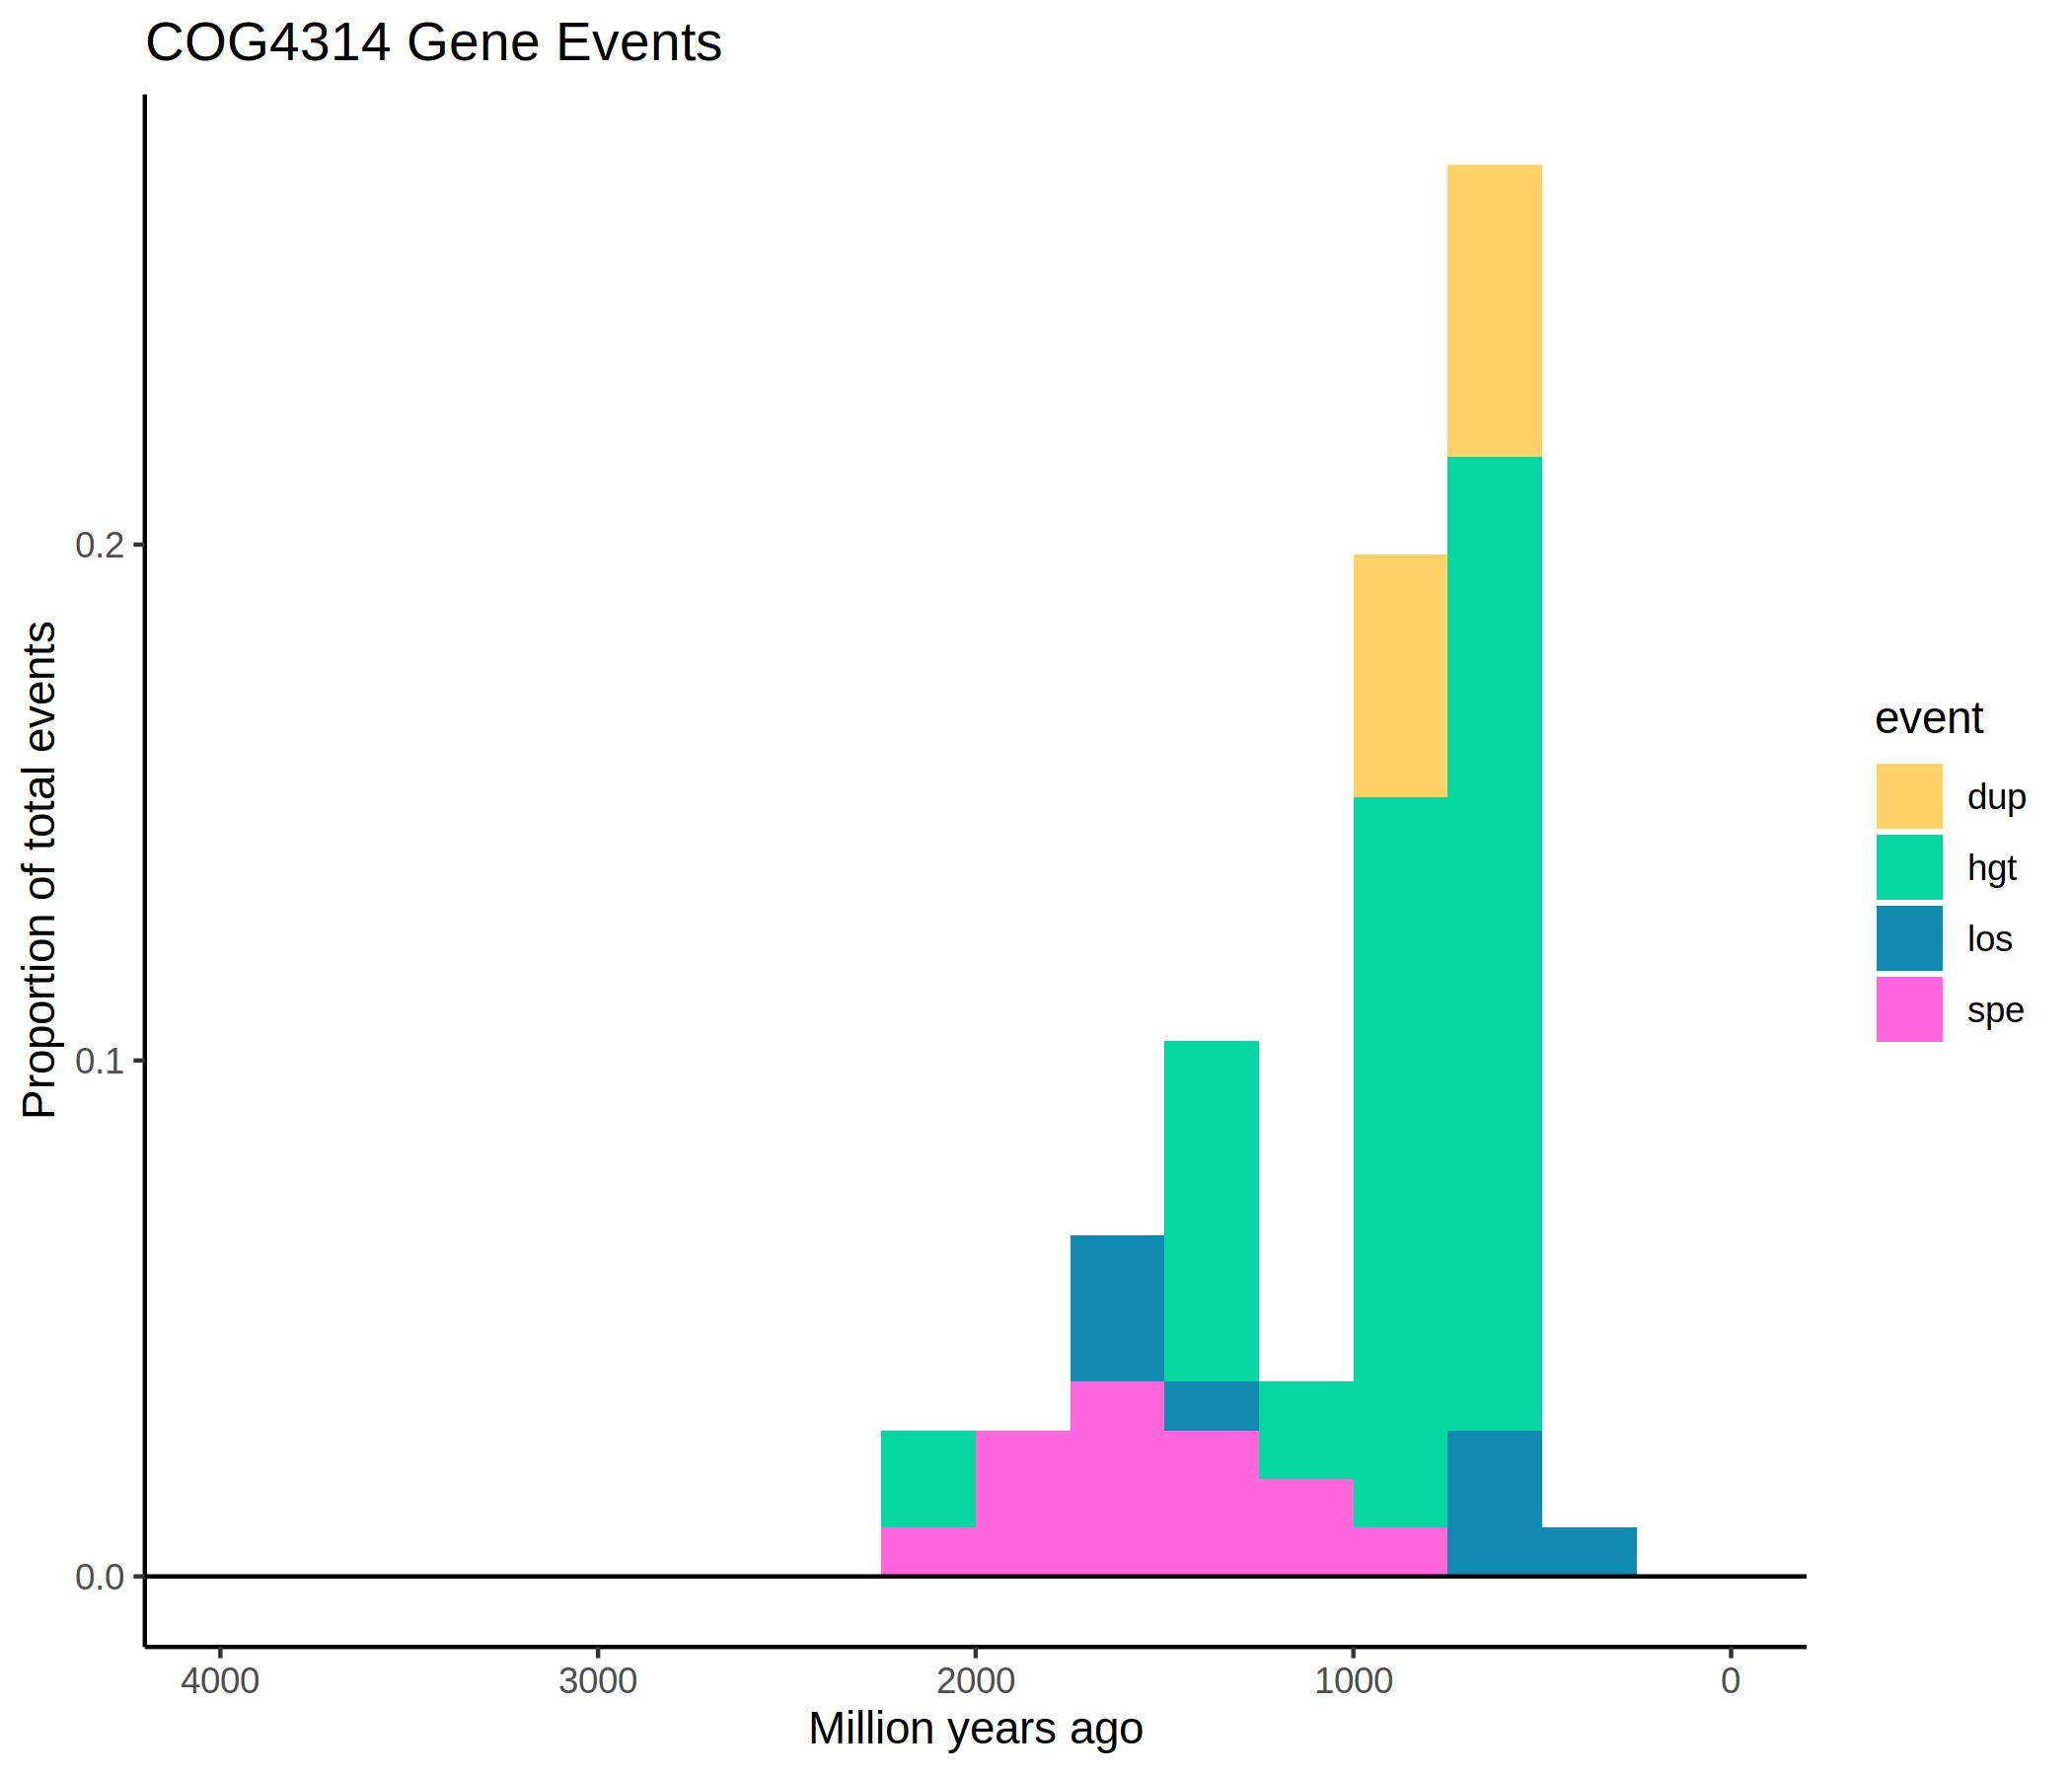 COG4314 Gene Events
Proportion of total events
0.2
0.1
0.0
4000 3000 2000 1000 0
Million years ago
event
dup
hgt
los
spe